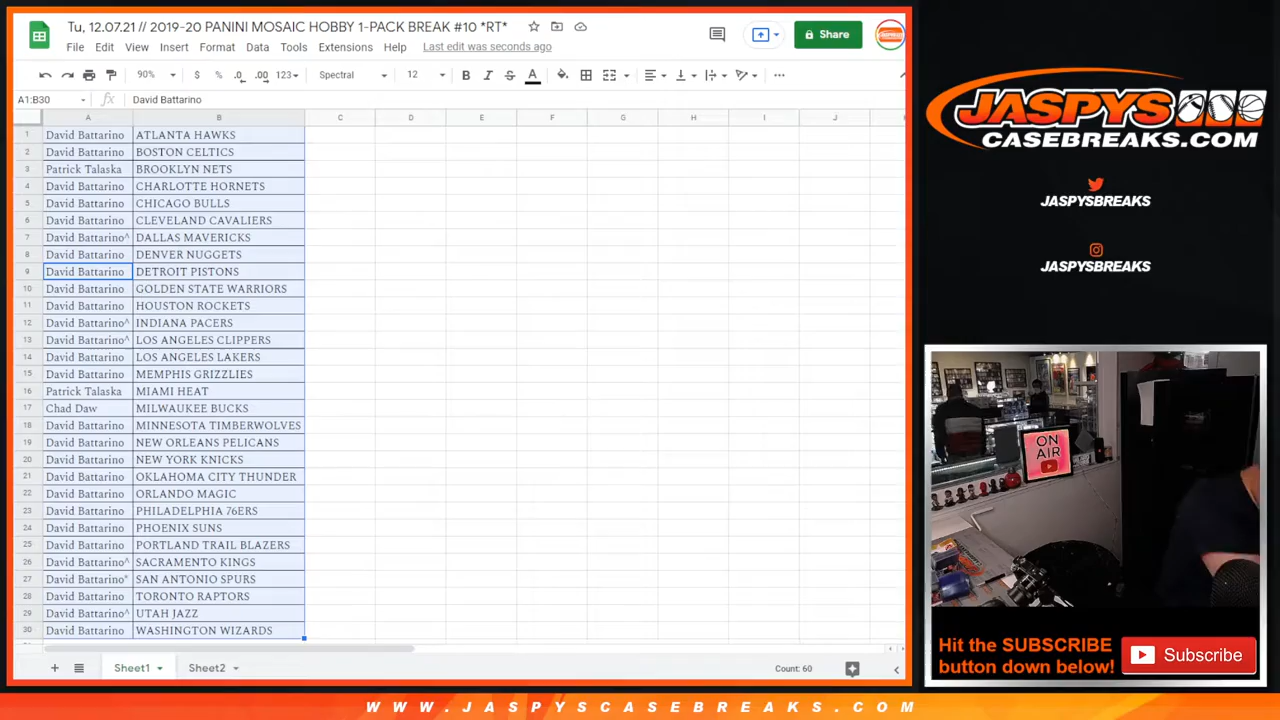 Tu, 12.07.21 // 2019-20 PANINI MOSAIC HOBBY 1-PACK BREAK #10 *RT*
File Edit View Insert Format Data Tools Extensions Help Last edit was seconds ago
Share
90% $ % .0 .00 123 Spectral 12 B I S A
A1:B30 fx David Battarino
A B C D E F G H I J
1 David Battarino ATLANTA HAWKS
2 David Battarino BOSTON CELTICS
3 Patrick Talaska BROOKLYN NETS
4 David Battarino CHARLOTTE HORNETS
5 David Battarino CHICAGO BULLS
6 David Battarino CLEVELAND CAVALIERS
7 David Battarino^ DALLAS MAVERICKS
8 David Battarino DENVER NUGGETS
9 David Battarino DETROIT PISTONS
10 David Battarino GOLDEN STATE WARRIORS
11 David Battarino HOUSTON ROCKETS
12 David Battarino^ INDIANA PACERS
13 David Battarino^ LOS ANGELES CLIPPERS
14 David Battarino LOS ANGELES LAKERS
15 David Battarino MEMPHIS GRIZZLIES
16 Patrick Talaska MIAMI HEAT
17 Chad Daw MILWAUKEE BUCKS
18 David Battarino MINNESOTA TIMBERWOLVES
19 David Battarino NEW ORLEANS PELICANS
20 David Battarino NEW YORK KNICKS
21 David Battarino OKLAHOMA CITY THUNDER
22 David Battarino ORLANDO MAGIC
23 David Battarino PHILADELPHIA 76ERS
24 David Battarino PHOENIX SUNS
25 David Battarino PORTLAND TRAIL BLAZERS
26 David Battarino^ SACRAMENTO KINGS
27 David Battarino* SAN ANTONIO SPURS
28 David Battarino TORONTO RAPTORS
29 David Battarino^ UTAH JAZZ
30 David Battarino WASHINGTON WIZARDS
Sheet1 Sheet2 Count: 60
JASPYS
CASEBREAKS.COM
JASPYSBREAKS
JASPYSBREAKS
ON
AIR
Hit the SUBSCRIBE
button down below!
Subscribe
WWW.JASPYSCASEBREAKS.COM